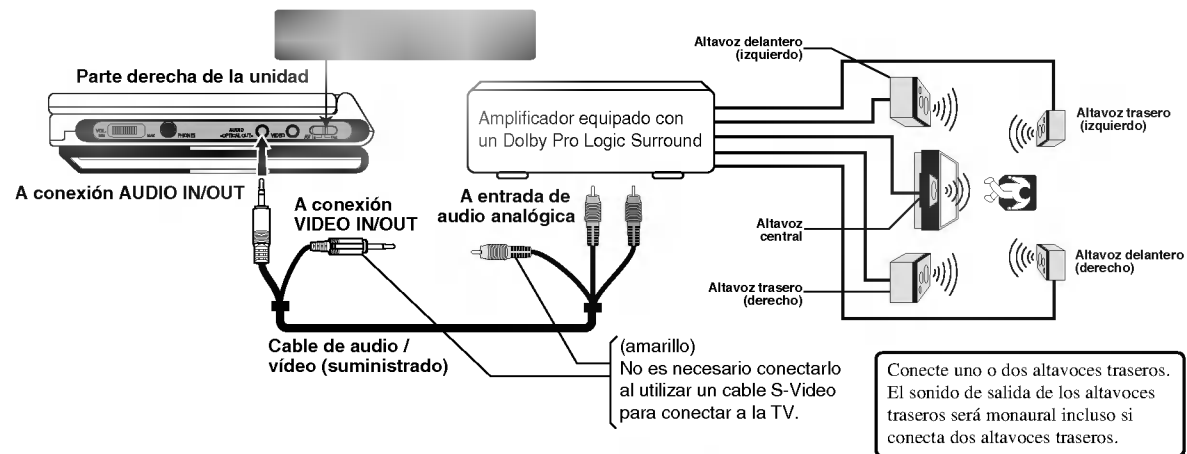 Parte derecha de la unidad
VOL.
PHONES
AUDIO
OPTICAL OUT
VIDEO
AV
A conexión AUDIO IN/OUT
A conexión
VIDEO IN/OUT
Cable de audio /
vídeo (suministrado)
Amplificador equipado con
un Dolby Pro Logic Surround
A entrada de
audio analógica
(amarillo)
No es necesario conectarlo
al utilizar un cable S-Video
para conectar a la TV.
Altavoz delantero
(izquierdo)
Altavoz trasero
(izquierdo)
Altavoz
central
Altavoz delantero
(derecho)
Altavoz trasero
(derecho)
Conecte uno o dos altavoces traseros.
El sonido de salida de los altavoces
traseros será monaural incluso si
conecta dos altavoces traseros.